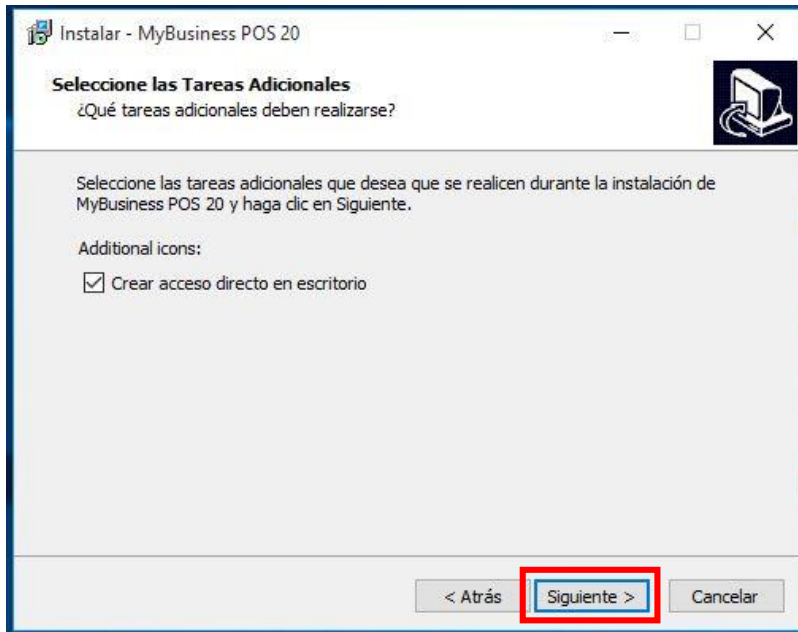 Instalar - MyBusiness POS 20
Seleccione las Tareas Adicionales
¿Qué tareas adicionales deben realizarse?
Seleccione las tareas adicionales que desea que se realicen durante la instalación de
MyBusiness POS 20 y haga clic en Siguiente.
Additional icons:
Crear acceso directo en escritorio
< Atrás Siguiente > Cancelar